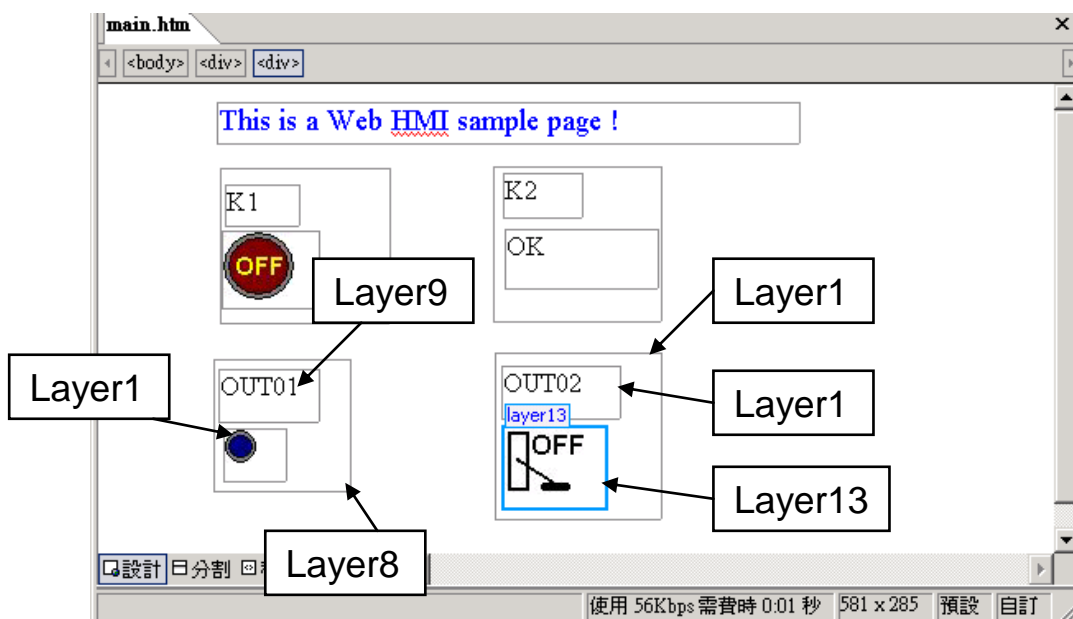 main.htm
<body> <div> <div>
This is a Web HMI sample page !
K1
K2
OFF
OK
Layer9
Layer1
Layer1
OUT01
OUT02
Layer1
layer13
OFF
Layer13
Layer8
設計 分割
使用 56Kbps 需費時 0:01 秒 581 x 285 預設 自訂